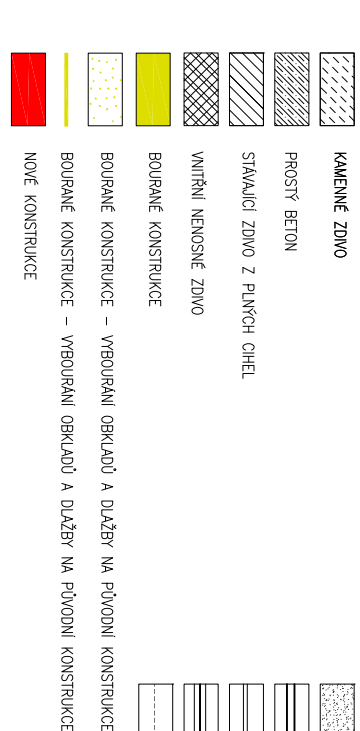 KAMENNÉ ZDIVO
PROSTÝ BETON
STÁVAJÍCÍ ZDIVO Z PLNÝCH CIHEL
VNITŘNÍ NENOSNÉ ZDIVO
BOURANÉ KONSTRUKCE
BOURANÉ KONSTRUKCE – VYBOURÁNÍ OBKLADŮ A DLAŽBY NA PŮVODNÍ KONSTRUKCE
BOURANÉ KONSTRUKCE – VYBOURÁNÍ OBKLADŮ A DLAŽBY NA PŮVODNÍ KONSTRUKCE
NOVÉ KONSTRUKCE